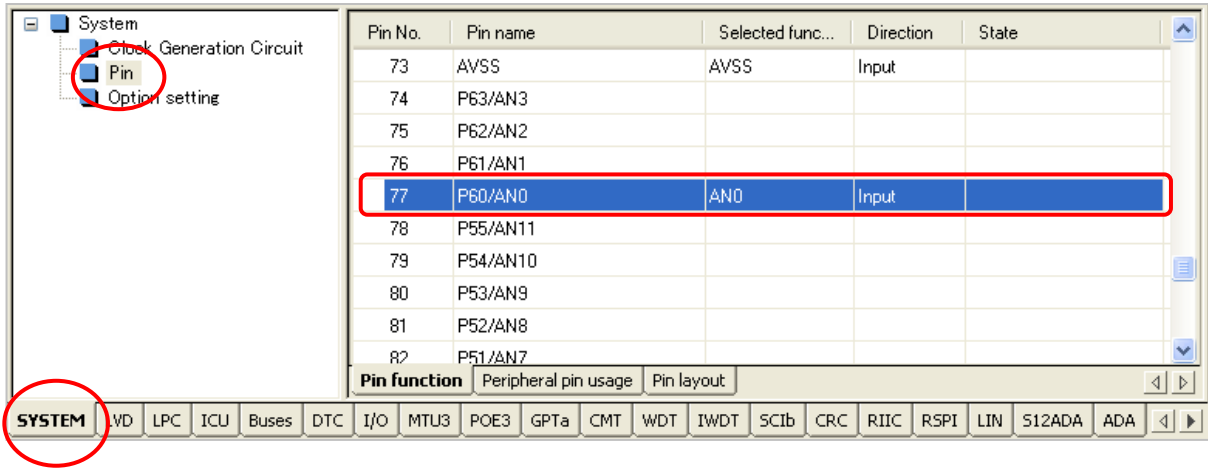 System
Clock Generation Circuit
Pin
Option setting
Pin No. Pin name Selected func... Direction State
73 AVSS AVSS Input
74 P63/AN3
75 P62/AN2
76 P61/AN1
77 P60/AN0 AN0 Input
78 P55/AN11
79 P54/AN10
80 P53/AN9
81 P52/AN8
82 P51/AN7
Pin function Peripheral pin usage Pin layout
SYSTEM LVD LPC ICU Buses DTC I/O MTU3 POE3 GPTa CMT WDT IWDT SCIb CRC RIIC RSPI LIN S12ADA ADA